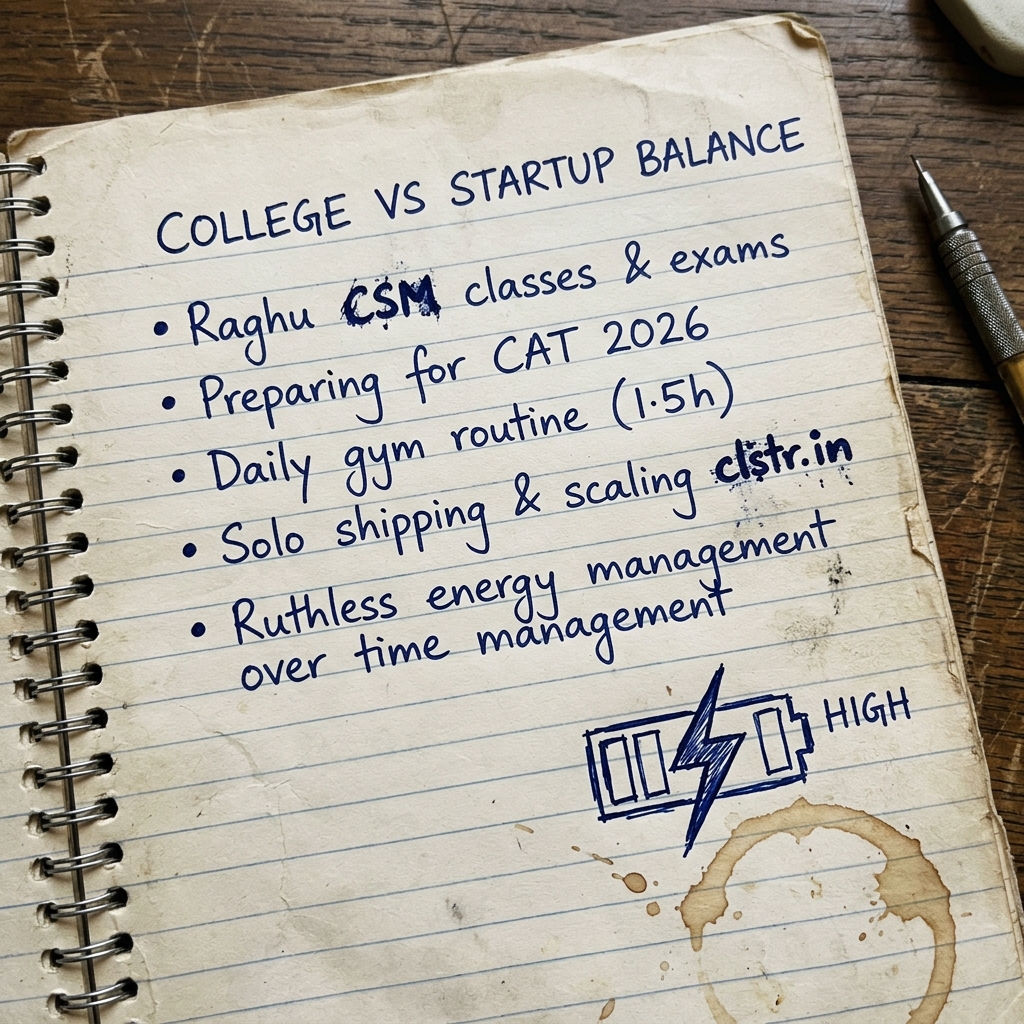 COLLEGE VS STARTUP BALANCE
• Raghu CSM classes & exams
• Preparing for CAT 2026
• Daily gym routine (1.5h)
• Solo shipping & scaling clstr.in
• Ruthless energy management
over time management
HIGH